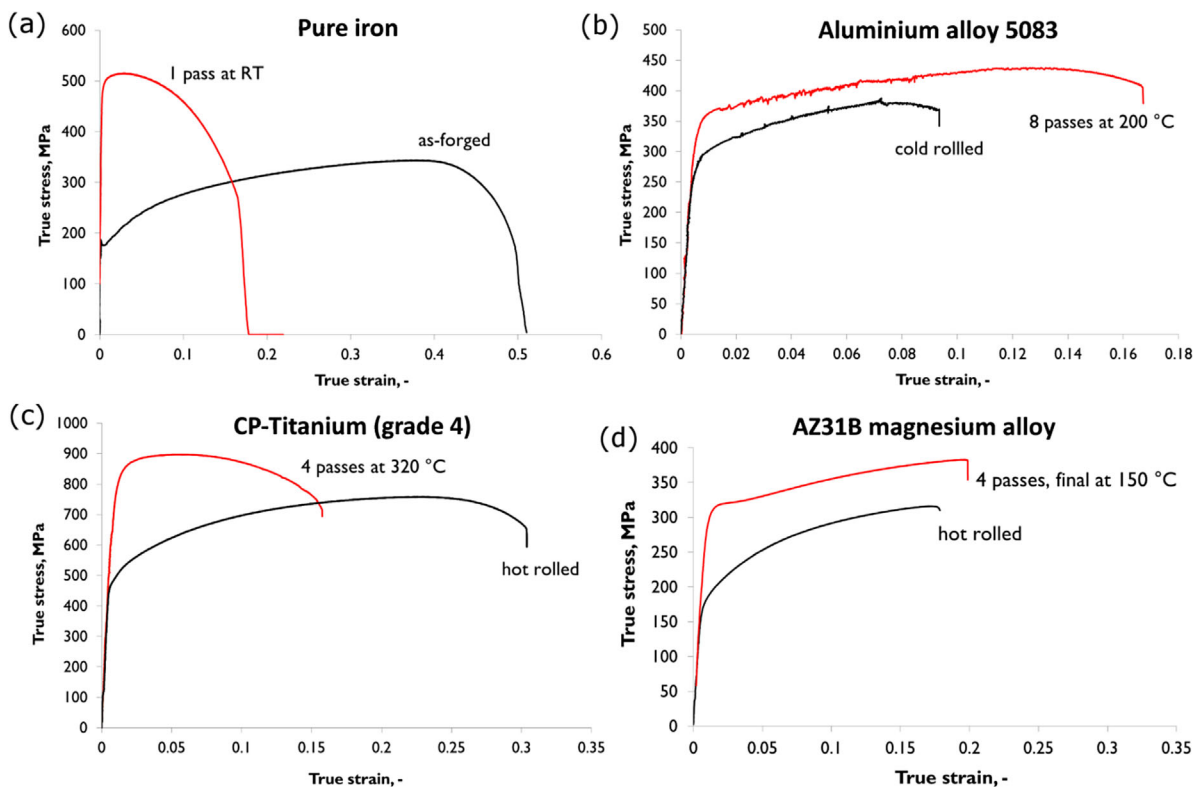 (a)
Pure iron
True stress, MPa
600
500
400
300
200
100
0
1 pass at RT
as-forged
0
0.1
0.2
0.3
0.4
0.5
0.6
True strain, -
(b)
Aluminium alloy 5083
True stress, MPa
500
450
400
350
300
250
200
150
100
50
0
8 passes at 200 °C
cold rollled
0
0.02
0.04
0.06
0.08
0.1
0.12
0.14
0.16
0.18
True strain, -
(c)
CP-Titanium (grade 4)
True stress, MPa
1000
900
800
700
600
500
400
300
200
100
0
4 passes at 320 °C
hot rolled
0
0.05
0.1
0.15
0.2
0.25
0.3
0.35
True strain, -
(d)
AZ31B magnesium alloy
True stress, MPa
400
350
300
250
200
150
100
50
0
4 passes, final at 150 °C
hot rolled
0
0.05
0.1
0.15
0.2
0.25
0.3
0.35
True strain, -